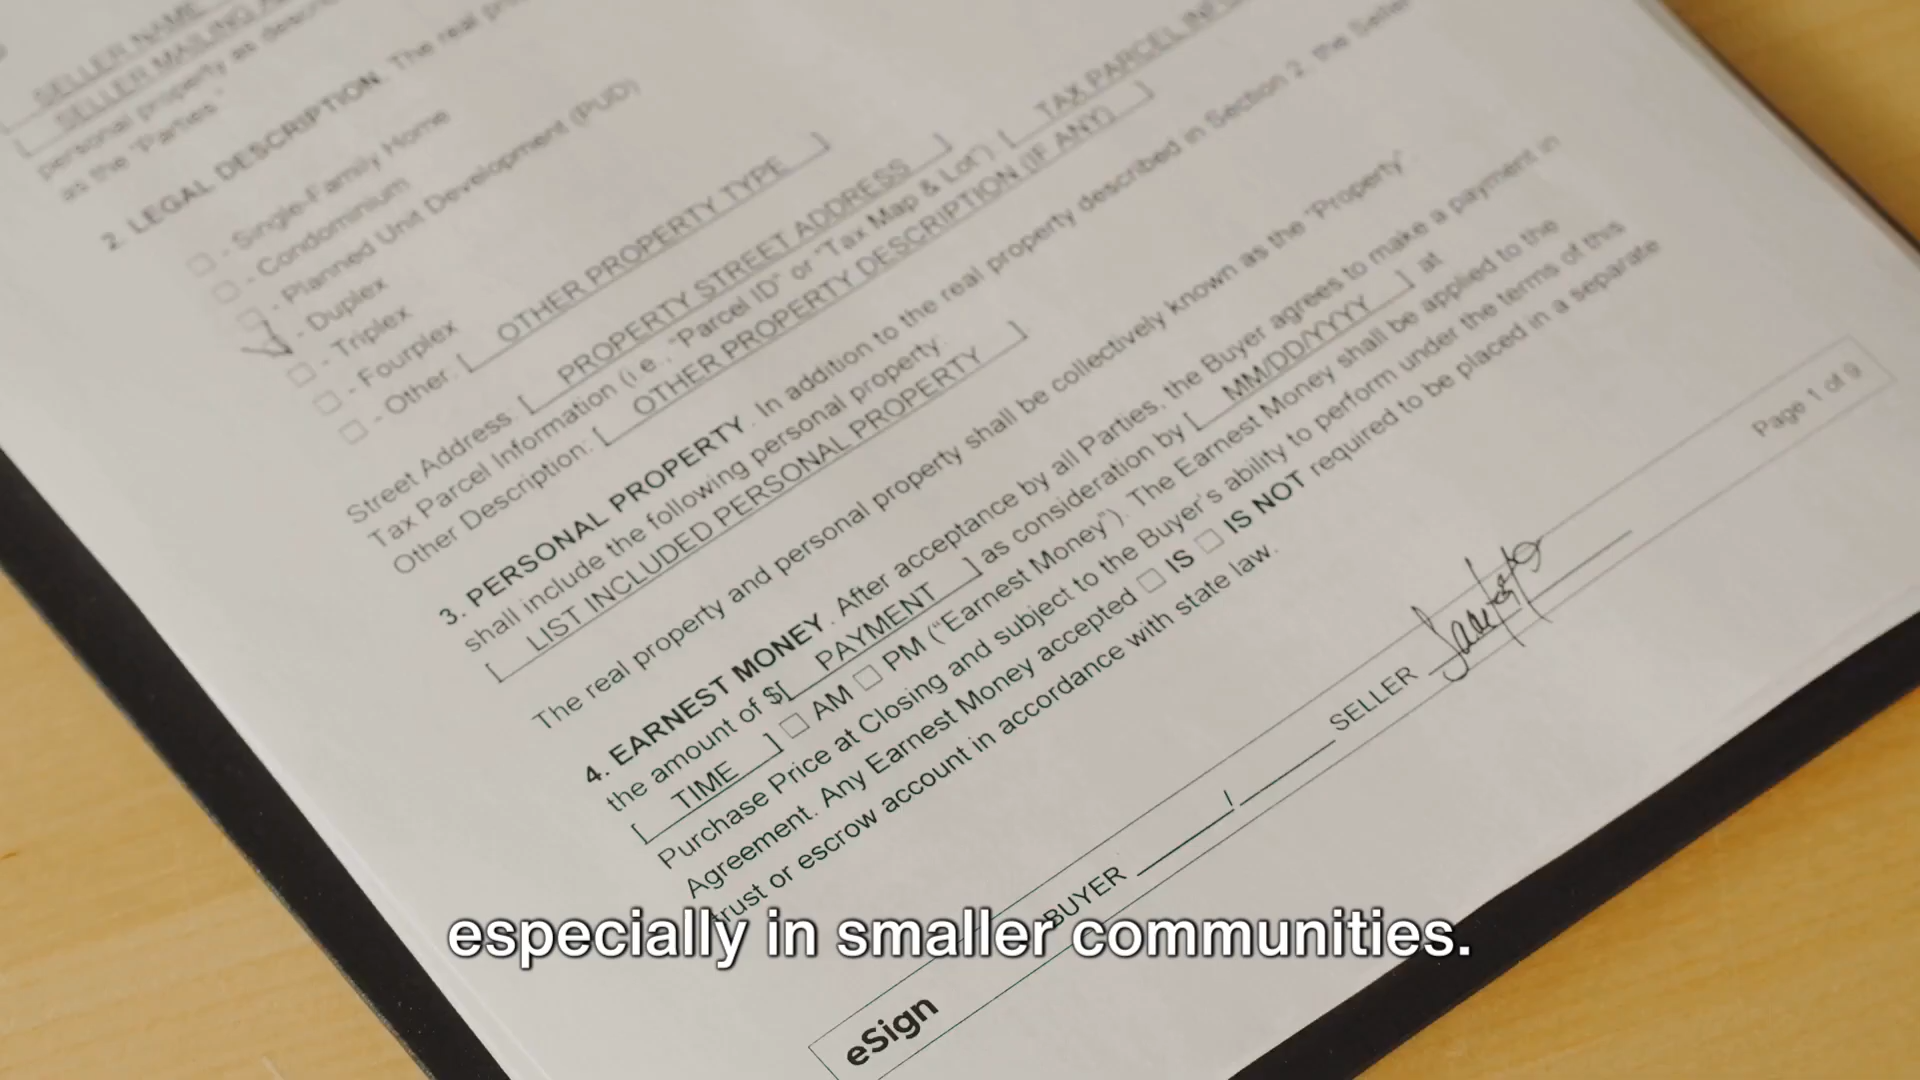 SELLER NAME
SELLER MAILING
personal property as
as the "Parties."
2. LEGAL DESCRIPTION. The real
- Single-Family Home
- Condominium
- Planned Unit Development (PUD)
- Duplex
- Triplex
- Fourplex
- Other: [ OTHER PROPERTY TYPE ]
Street Address: [ PROPERTY STREET ADDRESS ]
Tax Parcel Information (i.e., "Parcel ID" or "Tax Map & Lot"): [ TAX PARCEL
Other Description: [ OTHER PROPERTY DESCRIPTION (IF ANY) ]
3. PERSONAL PROPERTY. In addition to the real property described in Section 2, the Seller
shall include the following personal property:
[ LIST INCLUDED PERSONAL PROPERTY ]
The real property and personal property shall be collectively known as the "Property".
4. EARNEST MONEY. After acceptance by all Parties, the Buyer agrees to make a payment in
the amount of $[ PAYMENT ] as consideration by [ MM/DD/YYYY ] at
[ TIME ] ☐ AM ☐ PM ("Earnest Money"). The Earnest Money shall be applied to the
Purchase Price at Closing and subject to the Buyer's ability to perform under the terms of this
Agreement. Any Earnest Money accepted ☐ IS ☐ IS NOT required to be placed in a separate
trust or escrow account in accordance with state law.
eSign BUYER ______/______ SELLER
Page 1 of 9
especially in smaller communities.